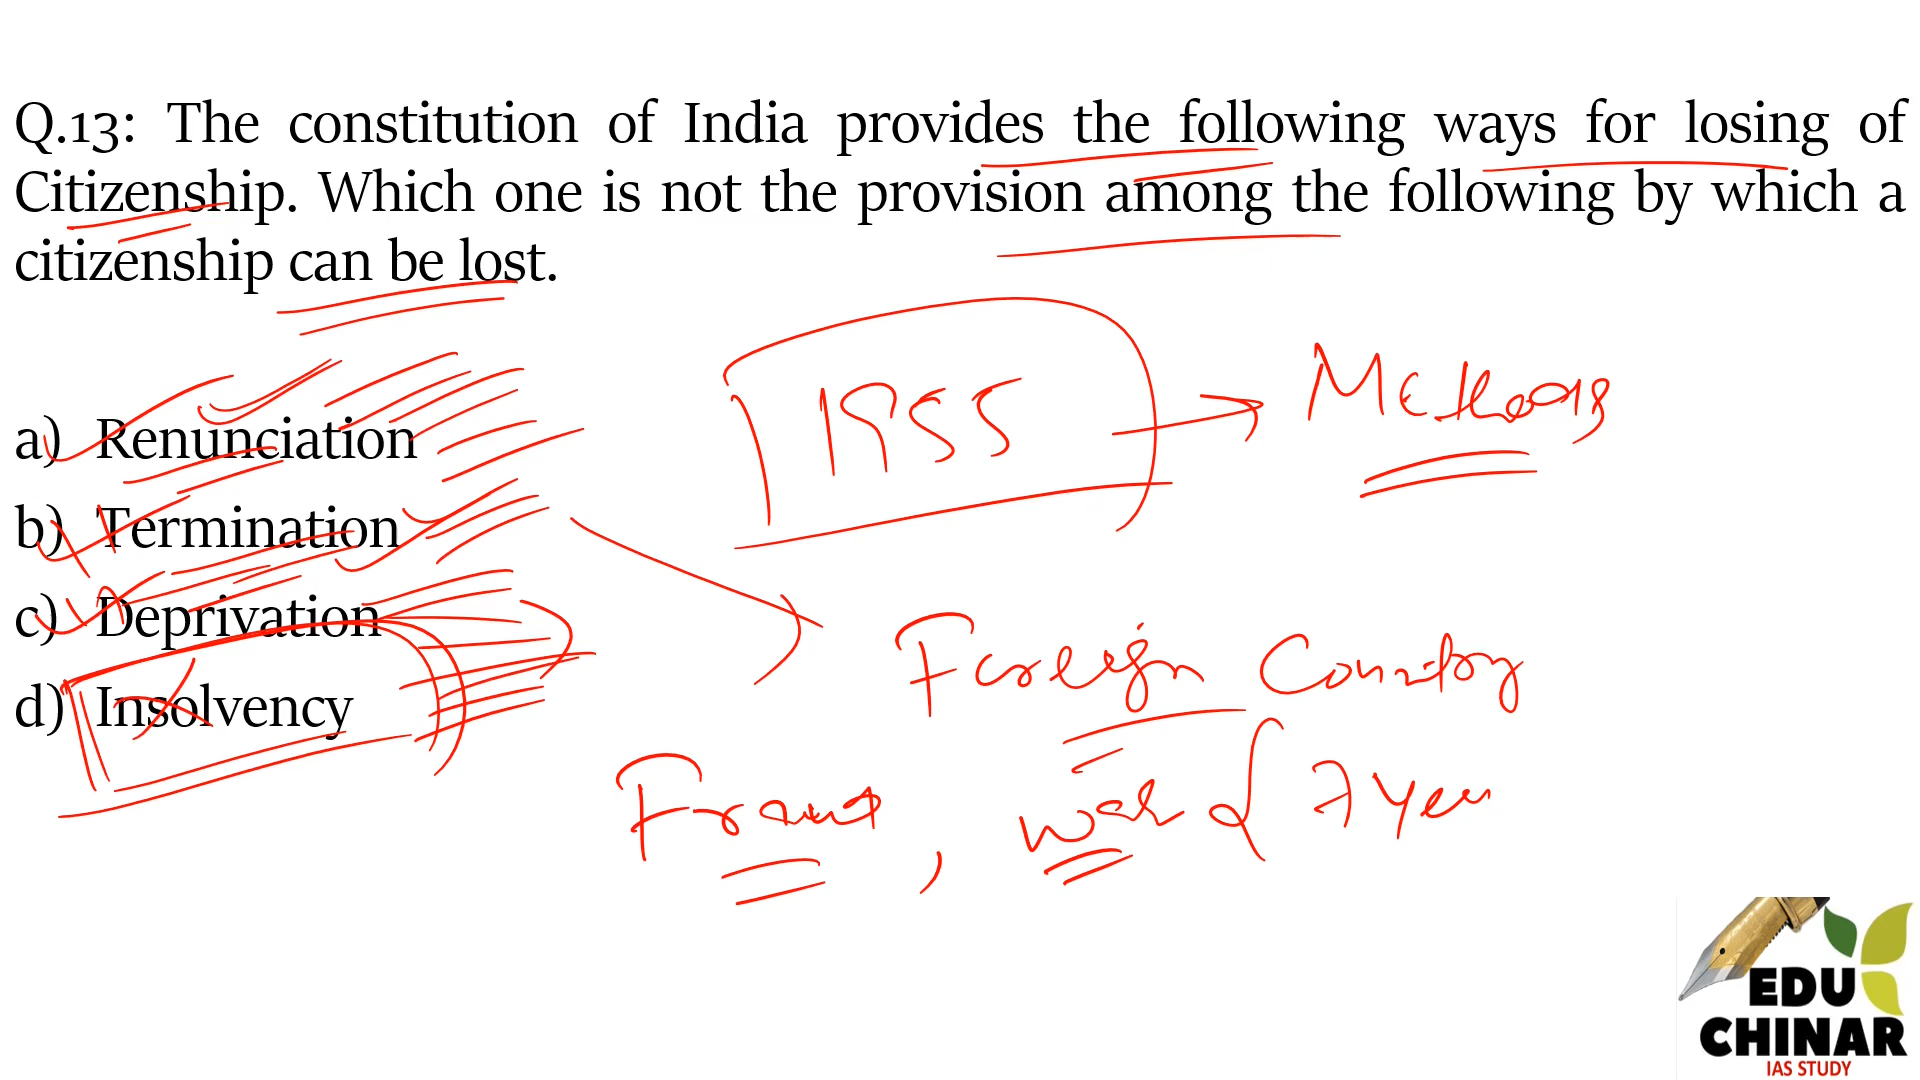 Q.13: The constitution of India provides the following ways for losing of
Citizenship. Which one is not the provision among the following by which a
citizenship can be lost.
1955 → Methods
a) Renunciation
b) Termination
c) Deprivation
Foreign Country
d) Insolvency
Fraud, 7 Year
EDU
CHINAR
IAS STUDY